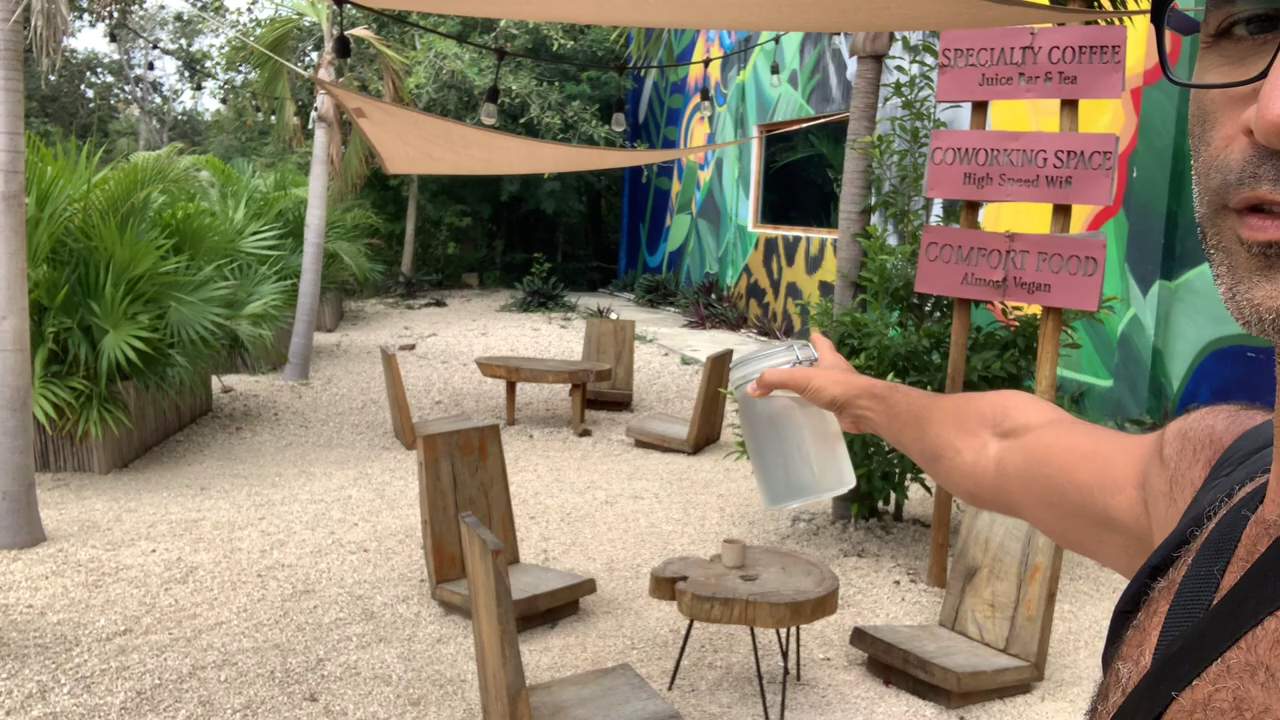 SPECIALTY COFFEE
Juice Bar & Tea
COWORKING SPACE
High Speed Wifi
COMFORT FOOD
Almost Vegan